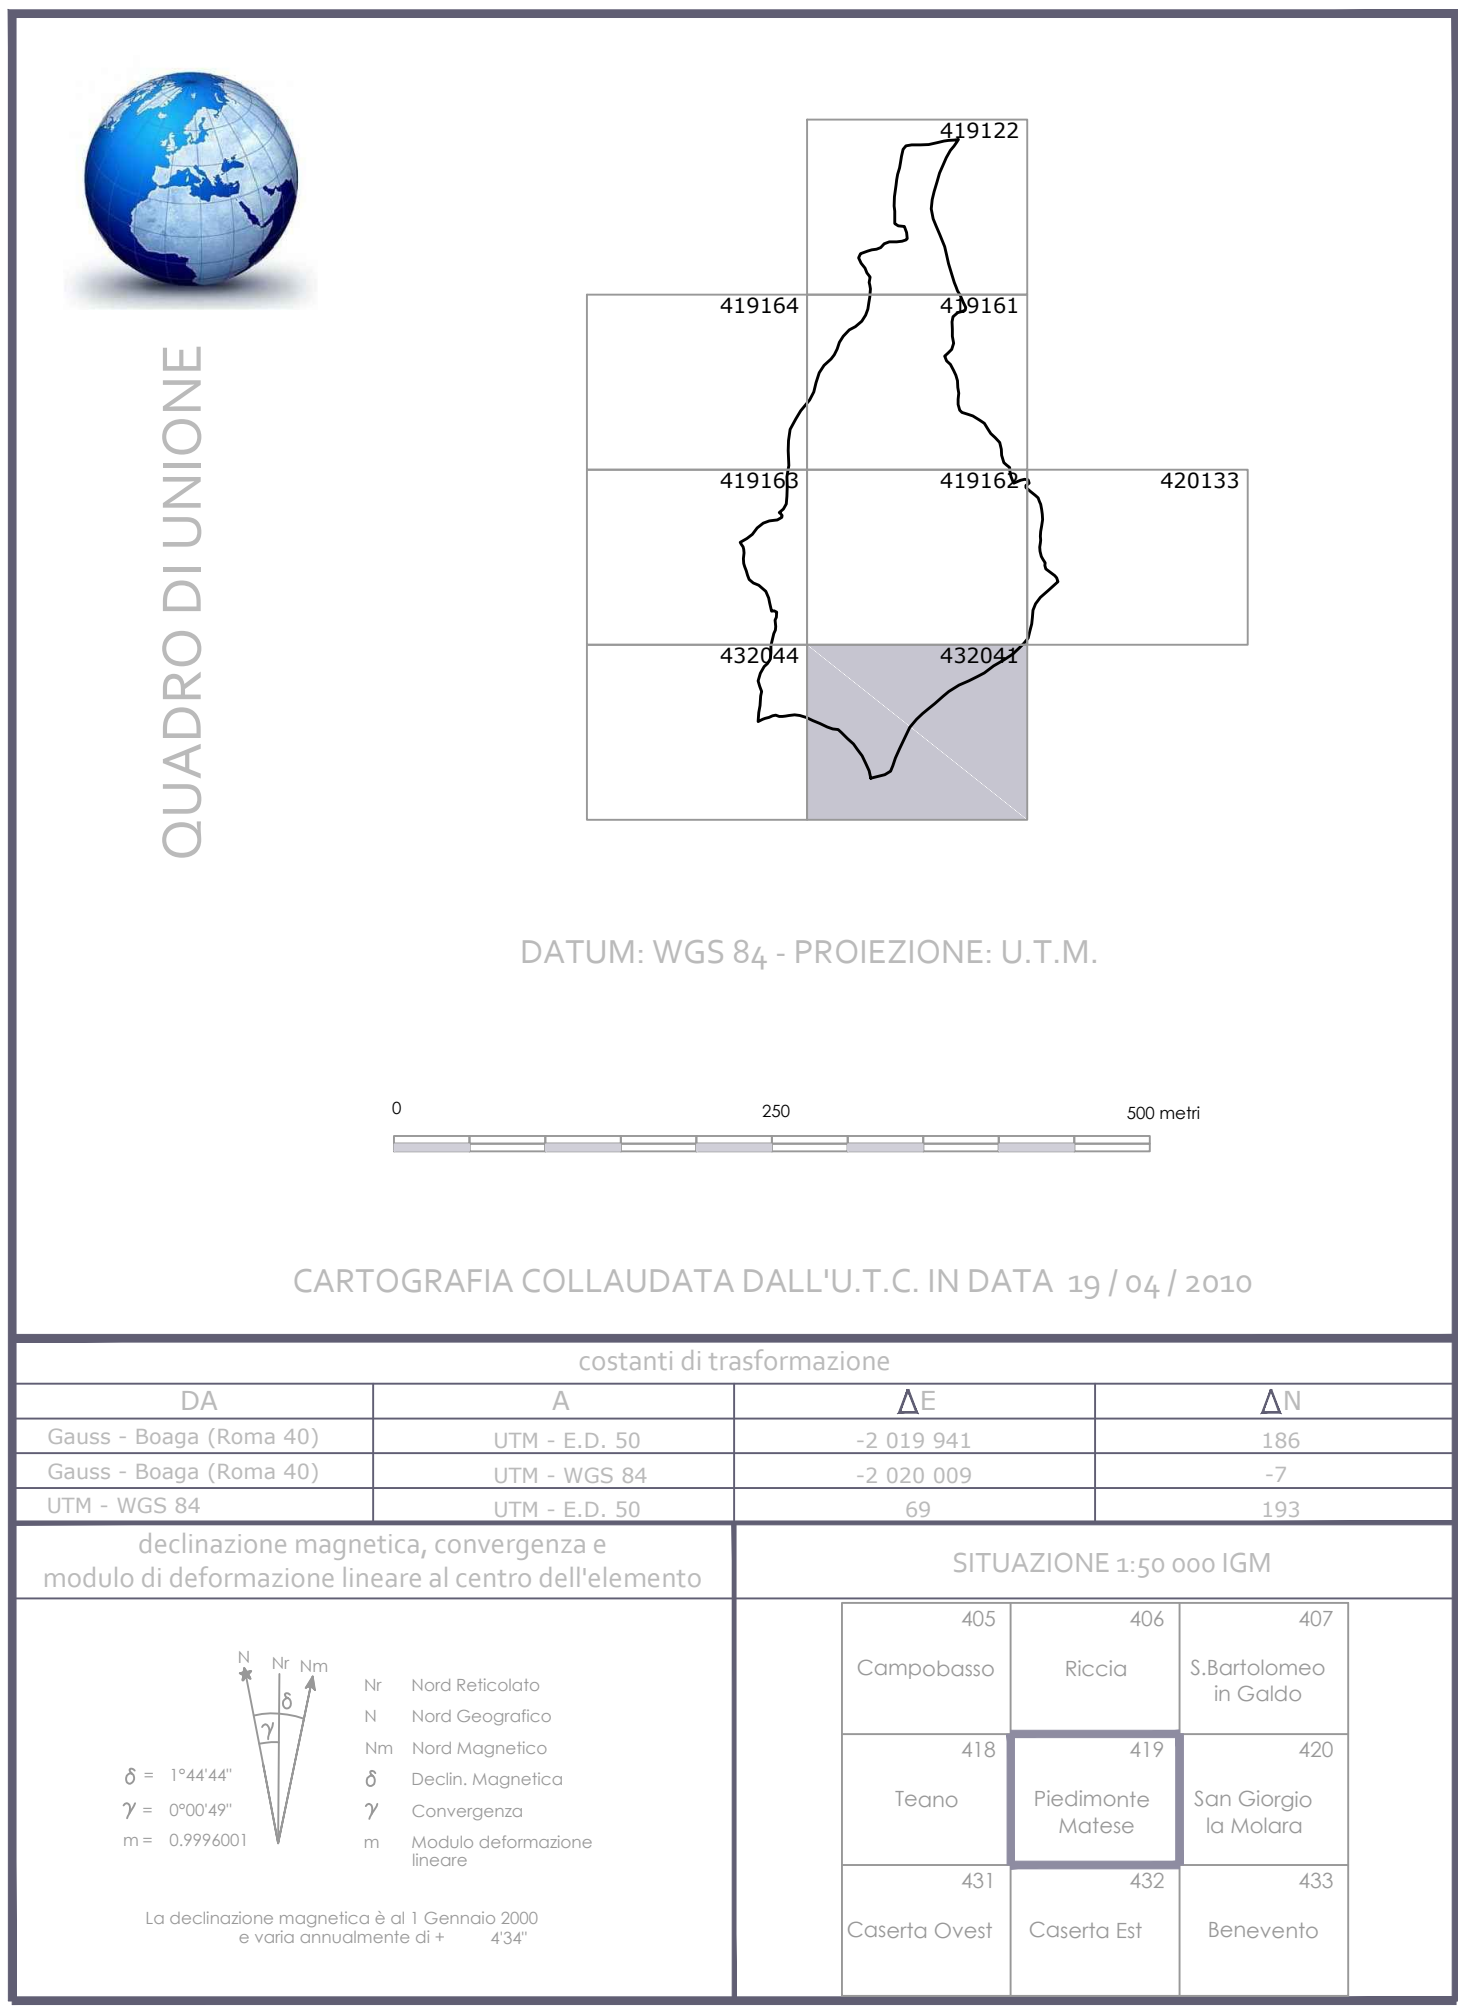 QUADRO DI UNIONE
419122
419164
419161
419163
419162
420133
432044
432041
DATUM: WGS 84 - PROIEZIONE: U.T.M.
0
250
500 metri
CARTOGRAFIA COLLAUDATA DALL'U.T.C. IN DATA 19 / 04 / 2010
costanti di trasformazione
DA
A
ΔE
ΔN
Gauss - Boaga (Roma 40)
UTM - E.D. 50
-2 019 941
186
Gauss - Boaga (Roma 40)
UTM - WGS 84
-2 020 009
-7
UTM - WGS 84
UTM - E.D. 50
69
193
declinazione magnetica, convergenza e
modulo di deformazione lineare al centro dell'elemento
N
Nr
Nm
δ
γ
δ = 1°44'44"
γ = 0°00'49"
m = 0.9996001
Nr Nord Reticolato
N Nord Geografico
Nm Nord Magnetico
δ Declin. Magnetica
γ Convergenza
m Modulo deformazione
lineare
La declinazione magnetica è al 1 Gennaio 2000
e varia annualmente di + 4'34"
SITUAZIONE 1:50 000 IGM
405
Campobasso
406
Riccia
407
S.Bartolomeo
in Galdo
418
Teano
419
Piedimonte
Matese
420
San Giorgio
la Molara
431
Caserta Ovest
432
Caserta Est
433
Benevento